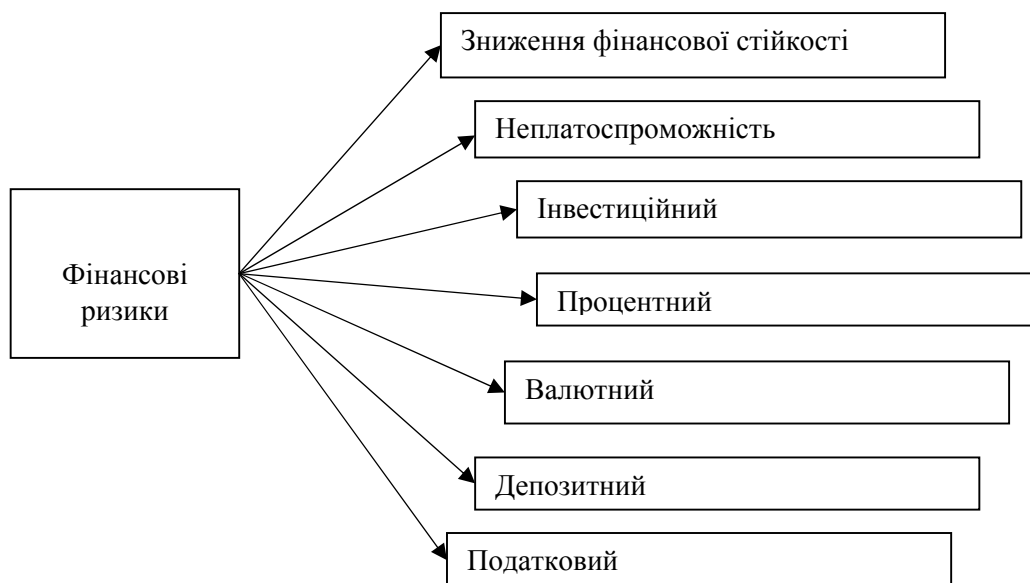 Зниження фінансової стійкості
Неплатоспроможність
Інвестиційний
Фінансові
ризики
Процентний
Валютний
Депозитний
Податковий